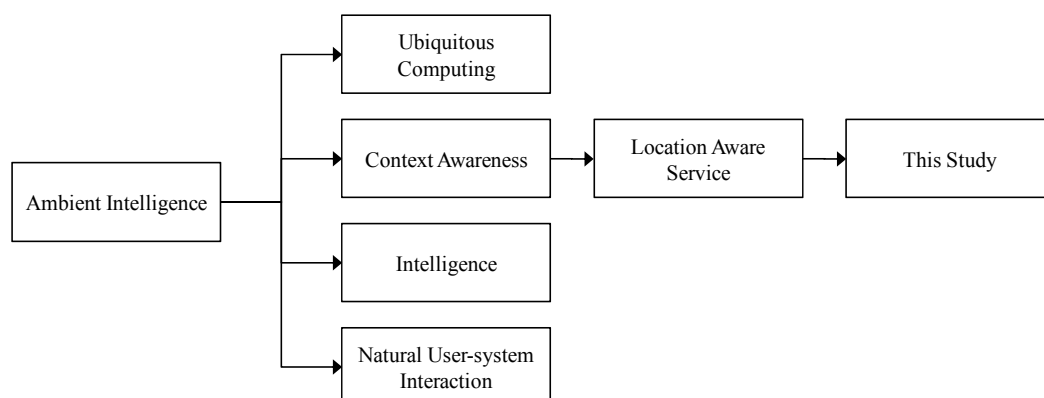 Ubiquitous
Computing
Context Awareness
Location Aware
Service
This Study
Ambient Intelligence
Intelligence
Natural User-system
Interaction